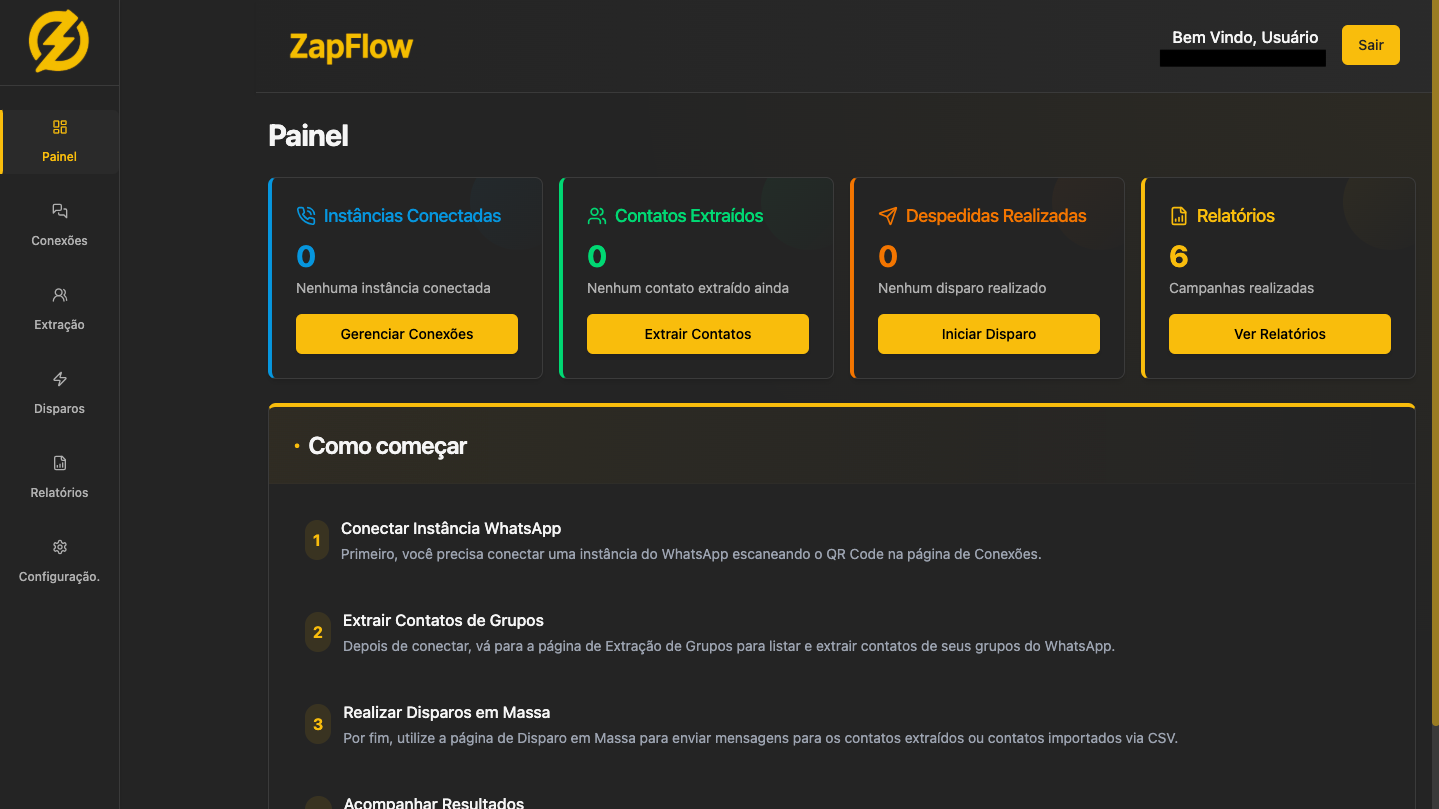 ZapFlow
Bem Vindo, Usuário
Sair
Painel
Conexões
Extração
Disparos
Relatórios
Configuração.
Painel
Instâncias Conectadas
0
Nenhuma instância conectada
Gerenciar Conexões
Contatos Extraídos
0
Nenhum contato extraído ainda
Extrair Contatos
Despedidas Realizadas
0
Nenhum disparo realizado
Iniciar Disparo
Relatórios
6
Campanhas realizadas
Ver Relatórios
Como começar
1
Conectar Instância WhatsApp
Primeiro, você precisa conectar uma instância do WhatsApp escaneando o QR Code na página de Conexões.
2
Extrair Contatos de Grupos
Depois de conectar, vá para a página de Extração de Grupos para listar e extrair contatos de seus grupos do WhatsApp.
3
Realizar Disparos em Massa
Por fim, utilize a página de Disparo em Massa para enviar mensagens para os contatos extraídos ou contatos importados via CSV.
Acompanhar Resultados